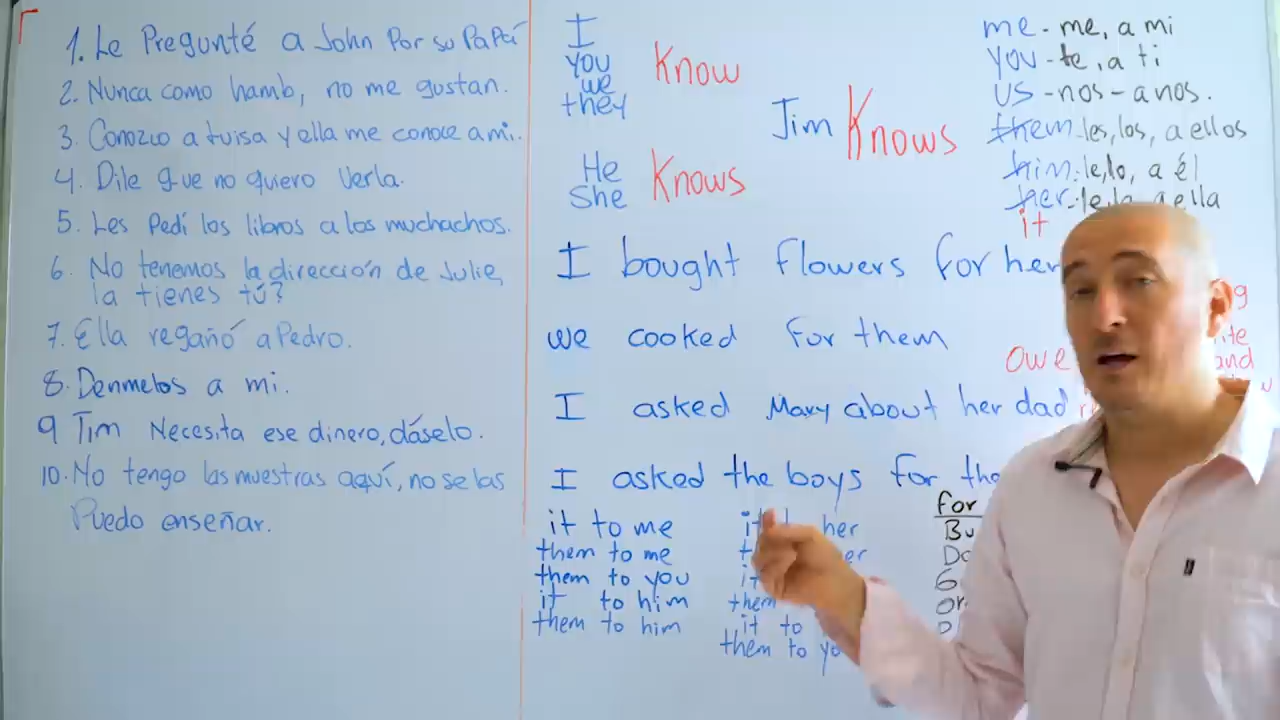 1. Le Pregunté a John Por su PaPá
2. Nunca como hamb, no me gustan.
3. Conozco a Luisa y ella me conoce a mi.
4. Dile que no quiero verla.
5. Les Pedí los libros a los muchachos.
6. No tenemos la dirección de Julie,
la tienes tú?
7. Ella regañó a Pedro.
8. Denmelos a mi.
9 Tim Necesita ese dinero, dáselo.
10. No tengo las muestras aquí, no se las
Puedo enseñar.
I
you
we
they
Know
He
She
Knows
Jim Knows
me - me, a mi
you - te, a ti
us - nos - a nos.
them - les, los, a ellos
him - le, lo, a él
her - le, la, a ella
it
I bought flowers for her
we cooked for them
owe
I asked Mary about her dad
I asked the boys for the
it to me
them to me
them to you
it to him
them to him
her
them
it to
them to yo
for